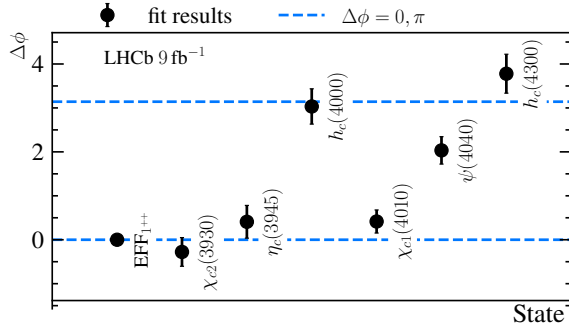 fit results
Δϕ = 0, π
Δϕ
LHCb 9 fb⁻¹
4
2
0
EFF₁₊₊
χc2(3930)
ηc(3945)
hc(4000)
χc1(4010)
ψ(4040)
hc(4300)
State